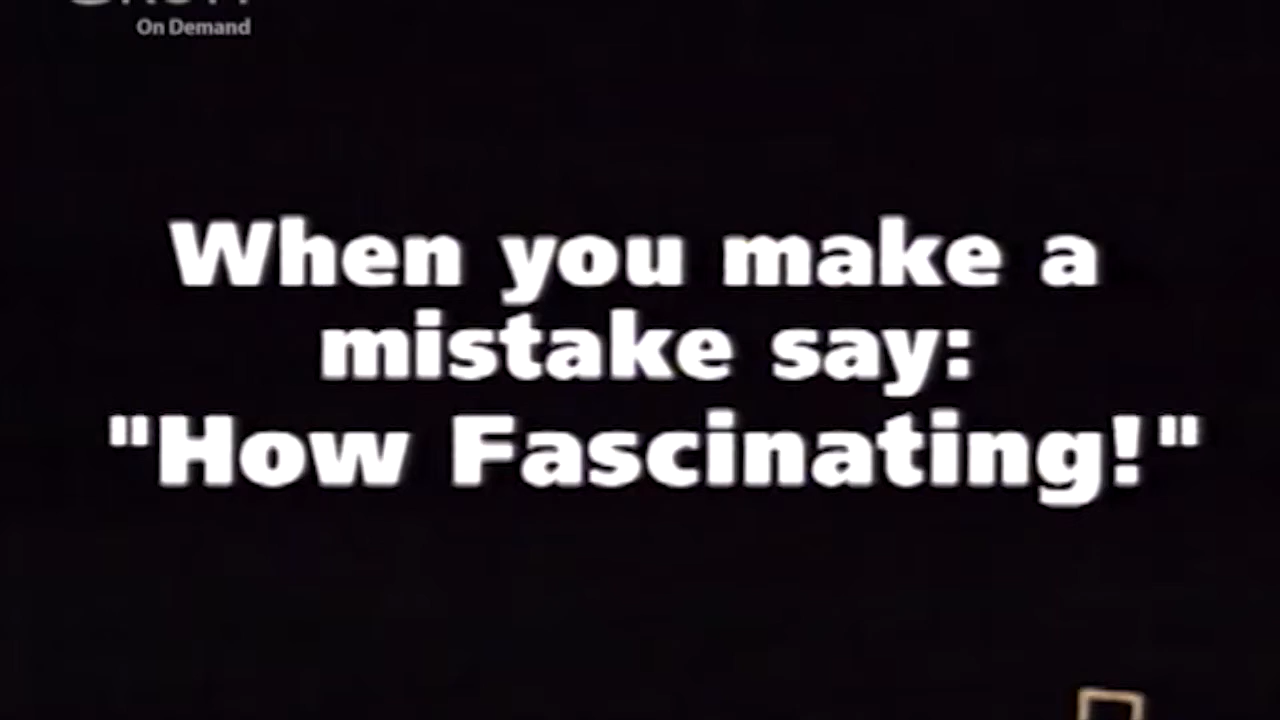 On Demand
When you make a
mistake say:
"How Fascinating!"